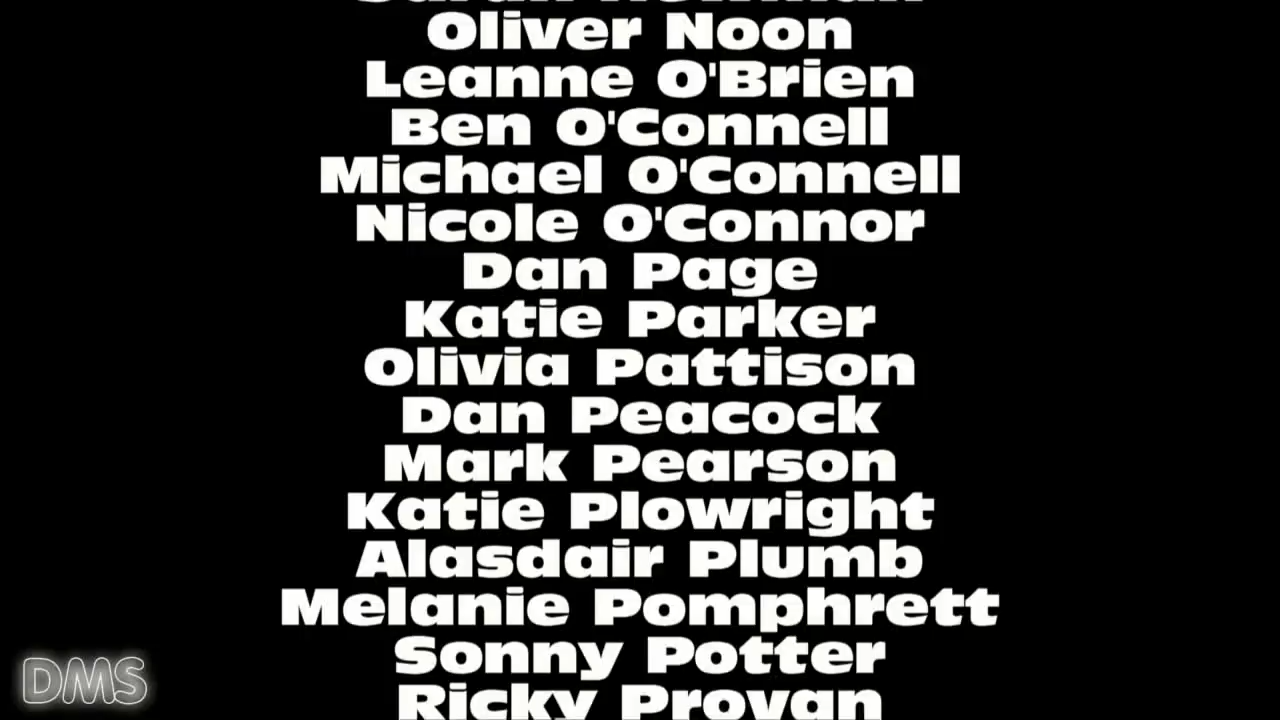 Oliver Noon
Leanne O'Brien
Ben O'Connell
Michael O'Connell
Nicole O'Connor
Dan Page
Katie Parker
Olivia Pattison
Dan Peacock
Mark Pearson
Katie Plowright
Alasdair Plumb
Melanie Pomphrett
Sonny Potter
Ricky Provan
DMS